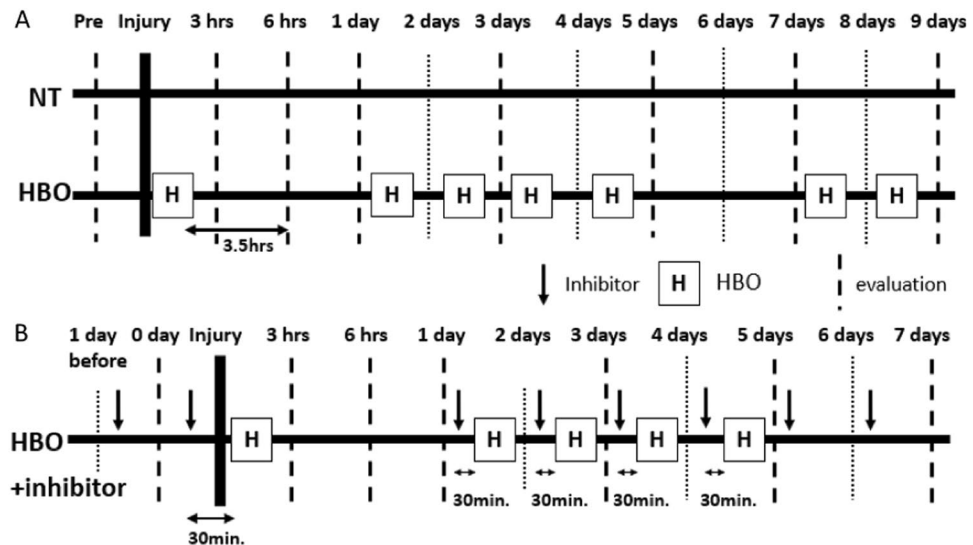 A Pre Injury 3 hrs 6 hrs 1 day 2 days 3 days 4 days 5 days 6 days 7 days 8 days 9 days
NT
HBO H H H H H H H
3.5hrs
Inhibitor H HBO evaluation
B 1 day 0 day Injury 3 hrs 6 hrs 1 day 2 days 3 days 4 days 5 days 6 days 7 days
before
HBO H H H H H
+inhibitor
30min. 30min. 30min. 30min.
30min.